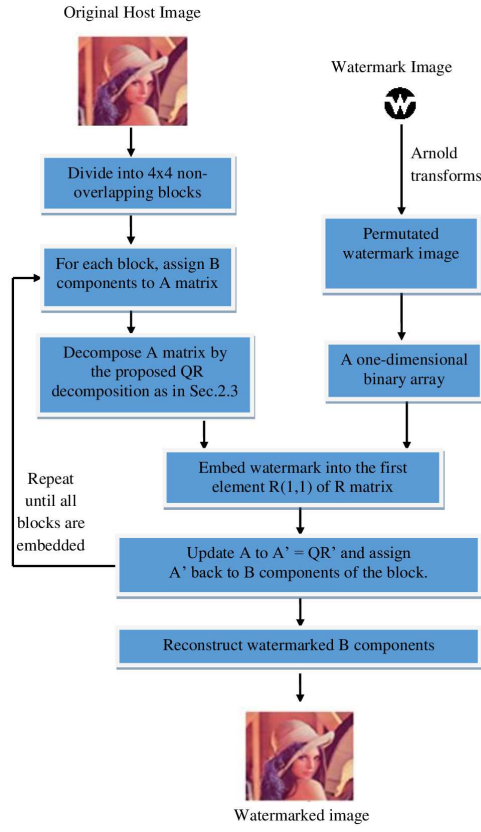 Original Host Image
Watermark Image
W
Arnold
transforms
Divide into 4x4 non-
overlapping blocks
Permutated
watermark image
For each block, assign B
components to A matrix
Decompose A matrix by
the proposed QR
decomposition as in Sec.2.3
A one-dimensional
binary array
Repeat
until all
blocks are
embedded
Embed watermark into the first
element R(1,1) of R matrix
Update A to A’ = QR’ and assign
A’ back to B components of the block.
Reconstruct watermarked B components
Watermarked image